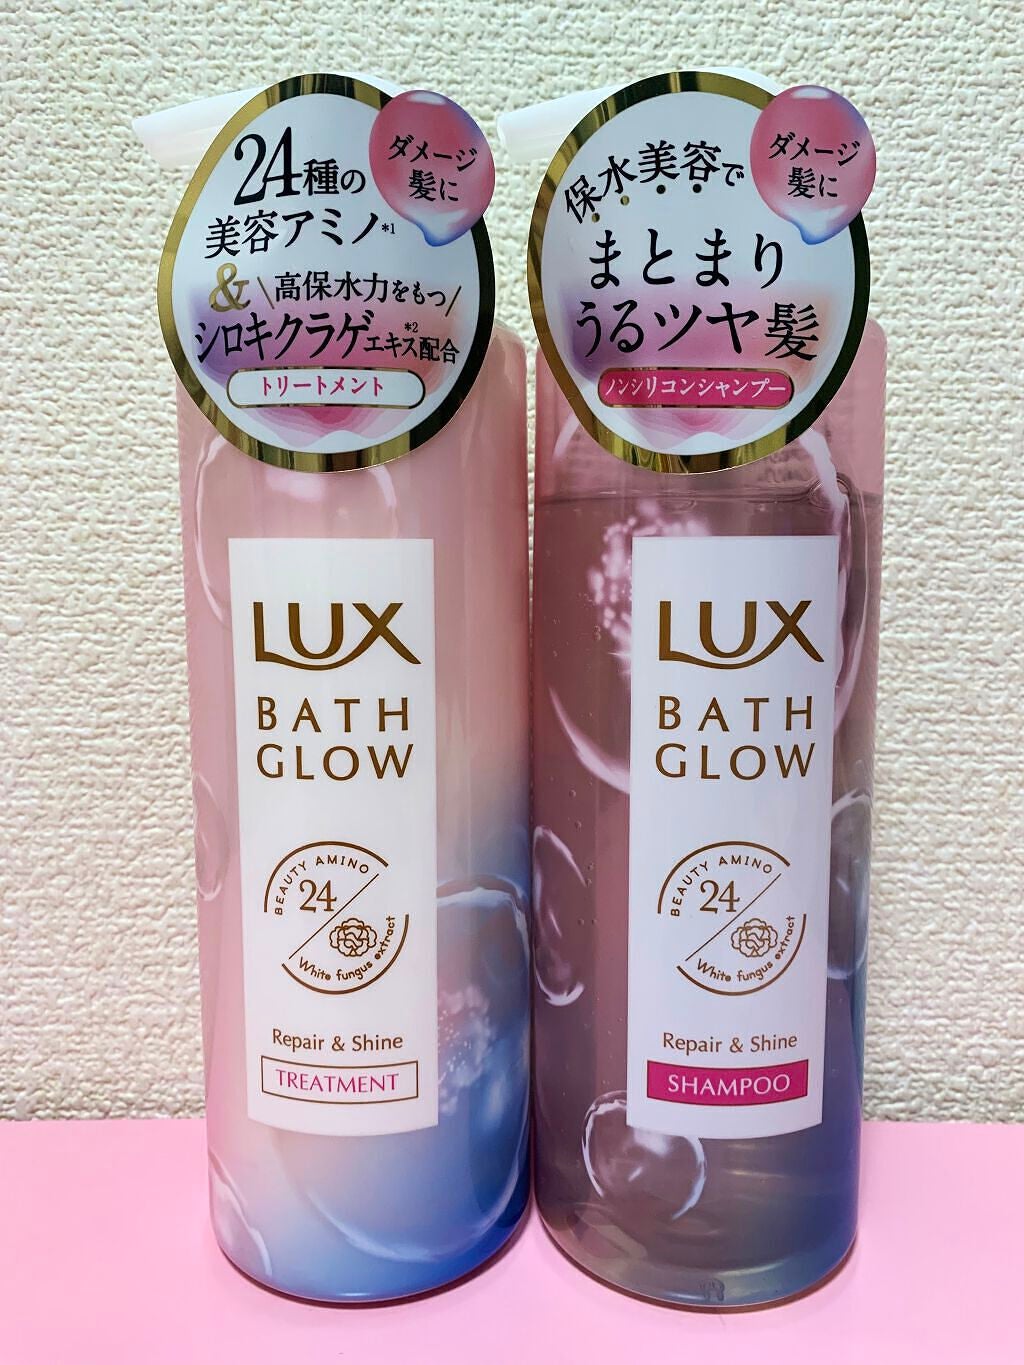 24種の
美容アミノ*1
& \高保水力をもつ/
シロキクラゲエキス*2配合
トリートメント
ダメージ
髪に
LUX
BATH
GLOW
BEAUTY AMINO
24
White fungus extract
Repair & Shine
TREATMENT
保水美容で
まとまり
うるツヤ髪
ノンシリコンシャンプー
ダメージ
髪に
LUX
BATH
GLOW
BEAUTY AMINO
24
White fungus extract
Repair & Shine
SHAMPOO